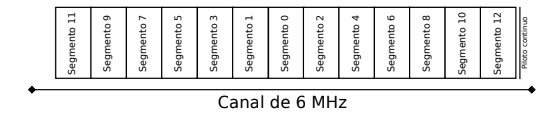 Segmento 11
Segmento 9
Segmento 7
Segmento 5
Segmento 3
Segmento 1
Segmento 0
Segmento 2
Segmento 4
Segmento 6
Segmento 8
Segmento 10
Segmento 12
Piloto continuo
Canal de 6 MHz